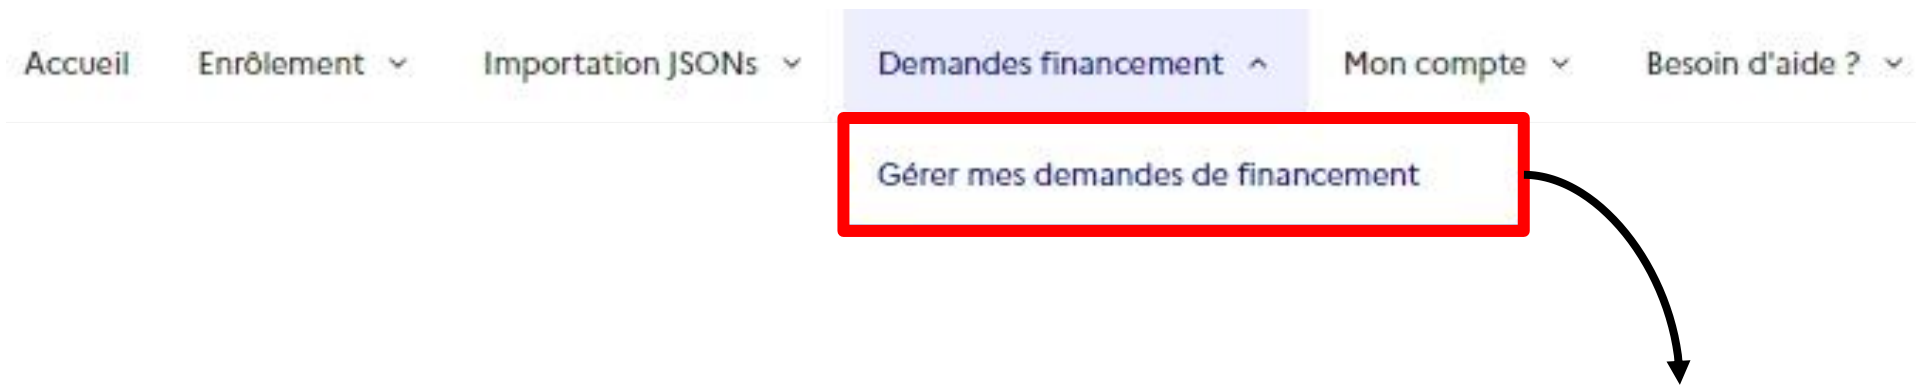 Accueil Enrôlement Importation JSONs Demandes financement Mon compte Besoin d'aide ?
Gérer mes demandes de financement